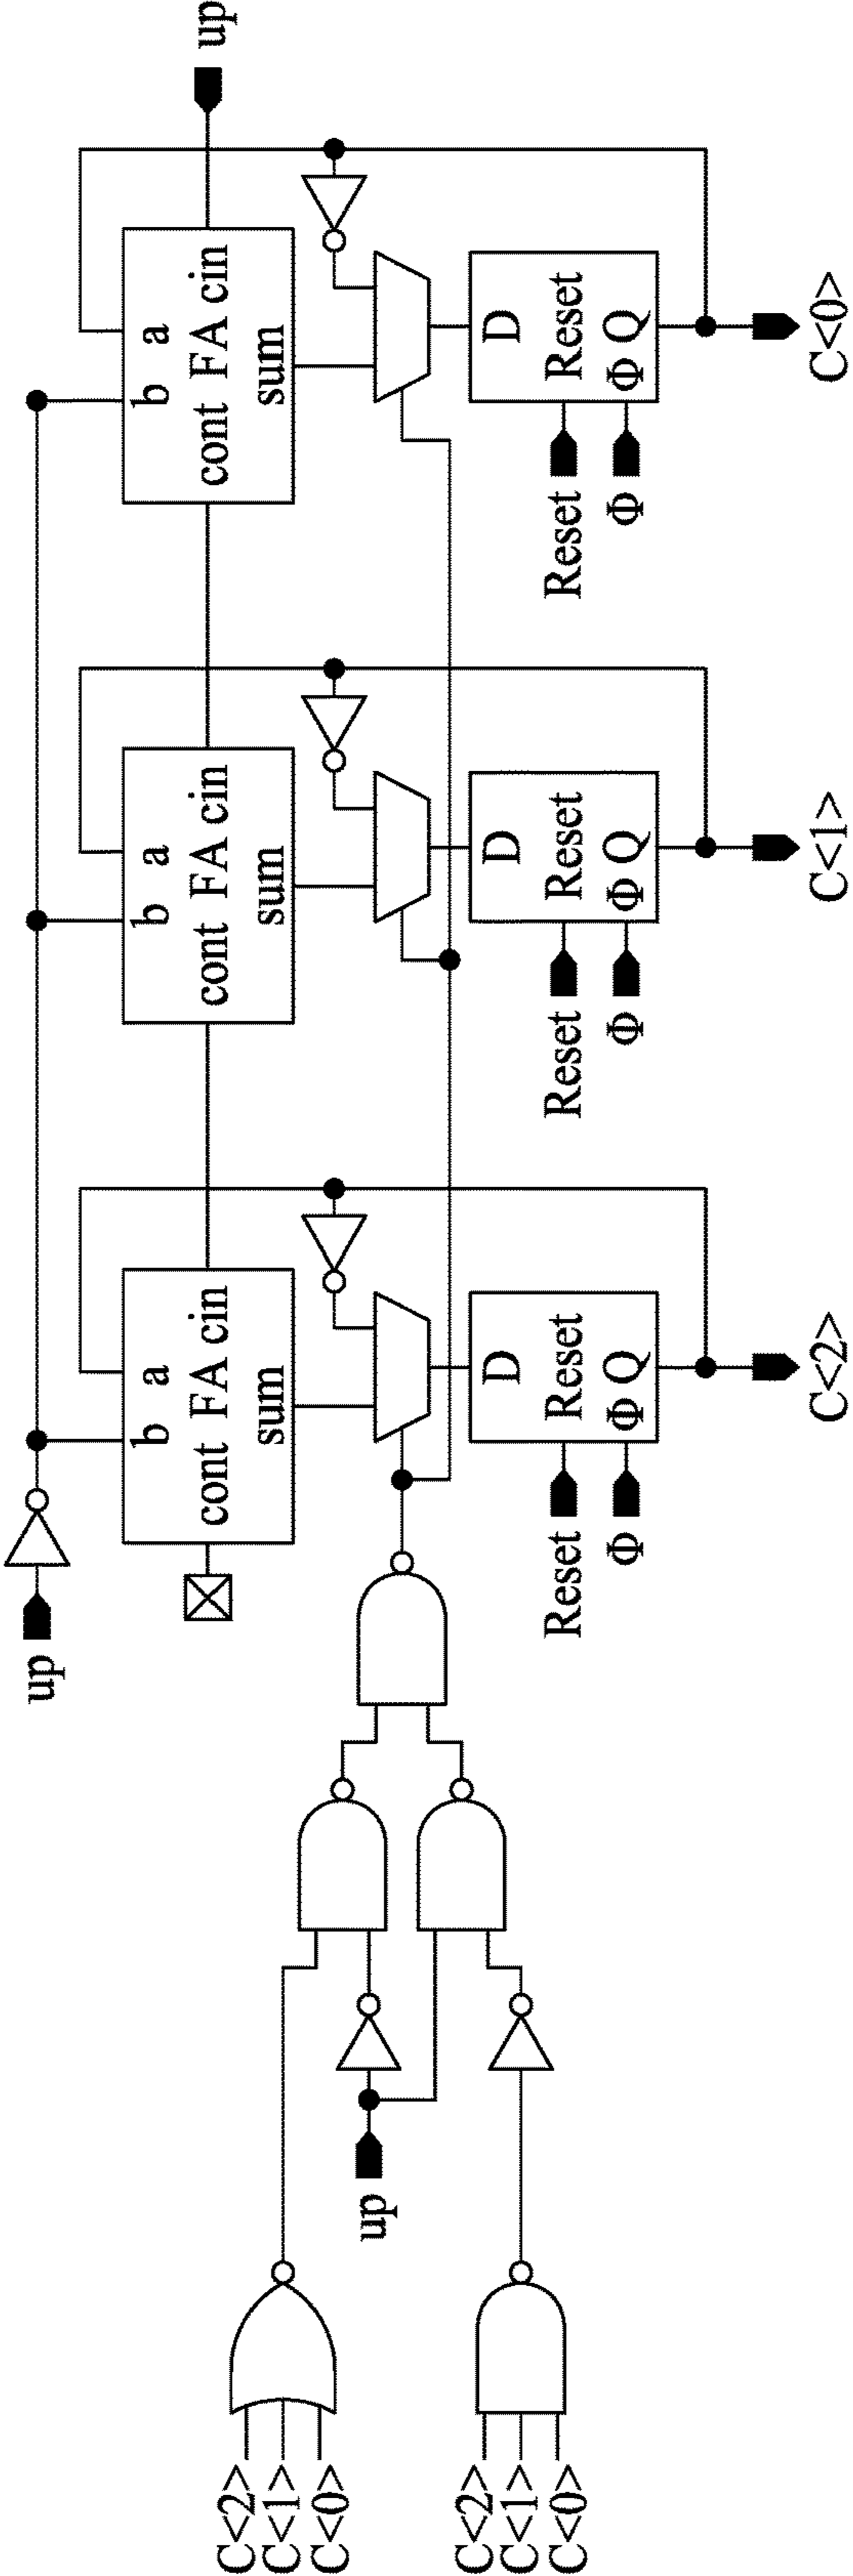 up
up
b a
cont FA cin
sum
b a
cont FA cin
sum
b a
cont FA cin
sum
D
Reset
Φ Q
Reset
Φ
C<2>
D
Reset
Φ Q
Reset
Φ
C<1>
D
Reset
Φ Q
Reset
Φ
C<0>
C<2>
C<1>
C<0>
up
C<2>
C<1>
C<0>